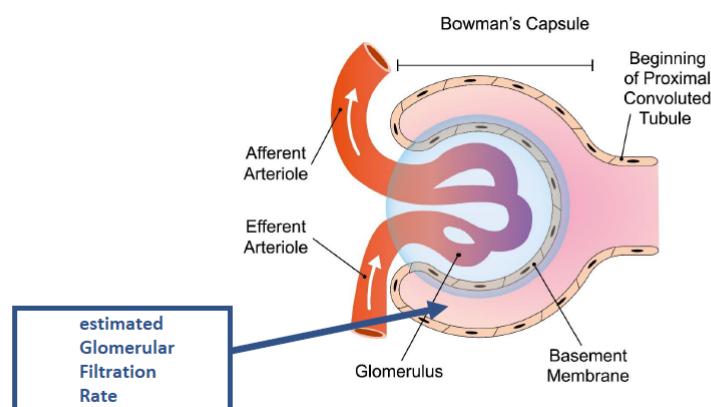 Bowman's Capsule
Beginning
of Proximal
Convoluted
Tubule
Afferent
Arteriole
Efferent
Arteriole
estimated
Glomerular
Filtration
Rate
Glomerulus
Basement
Membrane